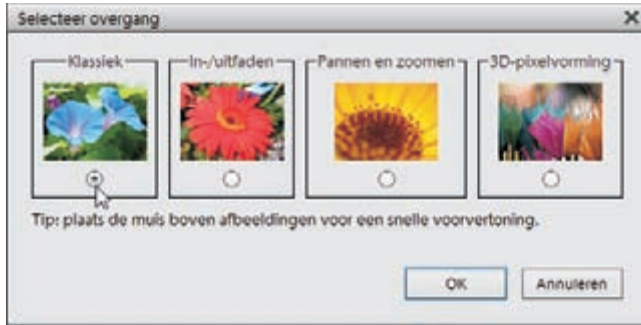 Selecteer overgang
Klassiek
In-/uitfaden
Pannen en zoomen
3D-pixelvorming
Tip: plaats de muis boven afbeeldingen voor een snelle voorvertoning.
OK
Annuleren